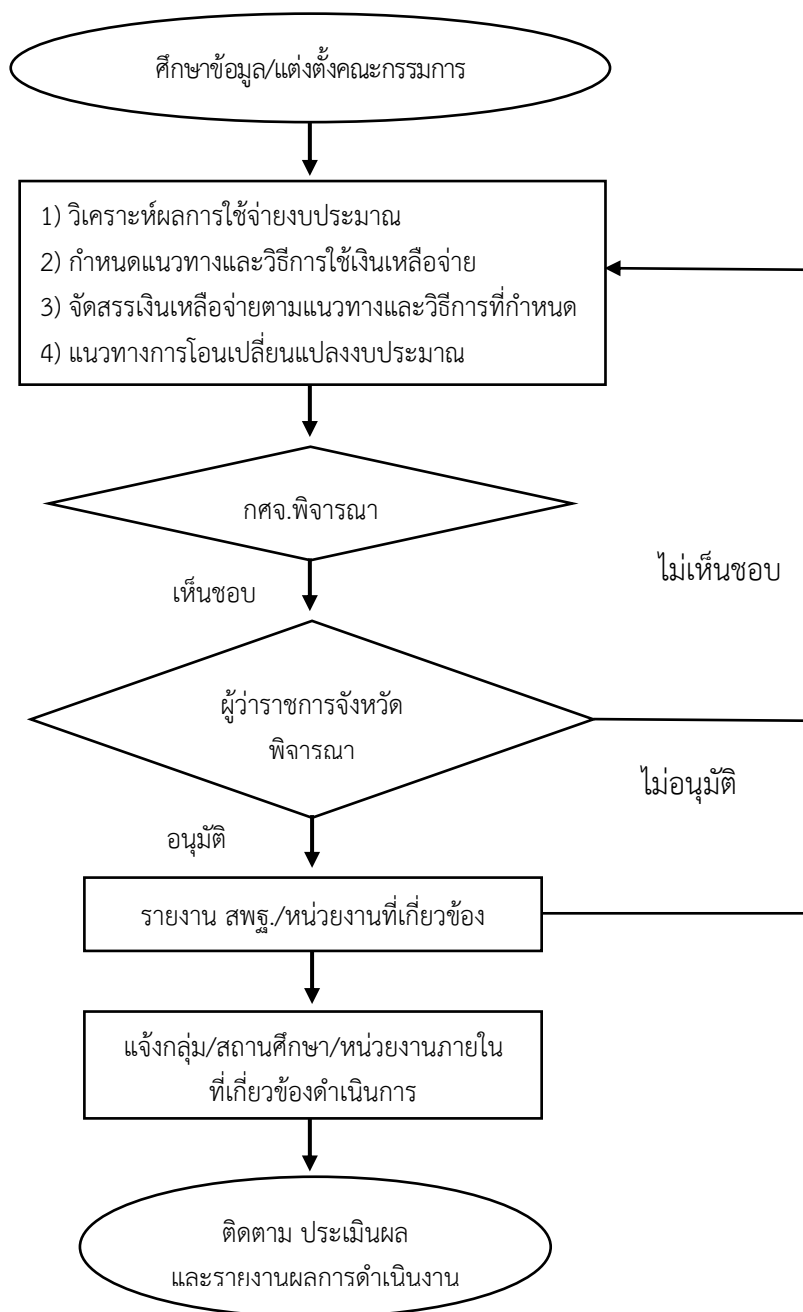 ศึกษาข้อมูล/แต่งตั้งคณะกรรมการ
1) วิเคราะห์ผลการใช้จ่ายงบประมาณ
2) กำหนดแนวทางและวิธีการใช้เงินเหลือจ่าย
3) จัดสรรเงินเหลือจ่ายตามแนวทางและวิธีการที่กำหนด
4) แนวทางการโอนเปลี่ยนแปลงงบประมาณ
กศจ.พิจารณา
ไม่เห็นชอบ
เห็นชอบ
ผู้ว่าราชการจังหวัด
พิจารณา
ไม่อนุมัติ
อนุมัติ
รายงาน สพฐ./หน่วยงานที่เกี่ยวข้อง
แจ้งกลุ่ม/สถานศึกษา/หน่วยงานภายใน
ที่เกี่ยวข้องดำเนินการ
ติดตาม ประเมินผล
และรายงานผลการดำเนินงาน